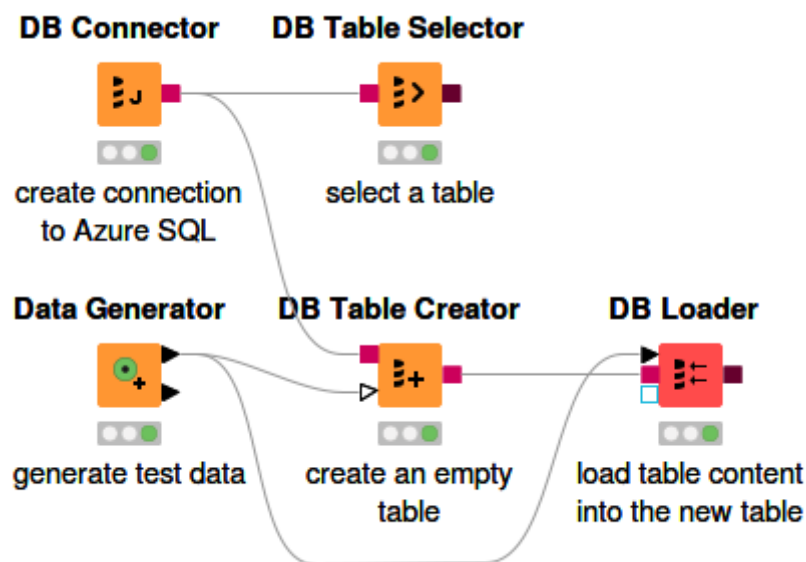 DB Connector
DB Table Selector
create connection
to Azure SQL
select a table
Data Generator
DB Table Creator
DB Loader
generate test data
create an empty
table
load table content
into the new table